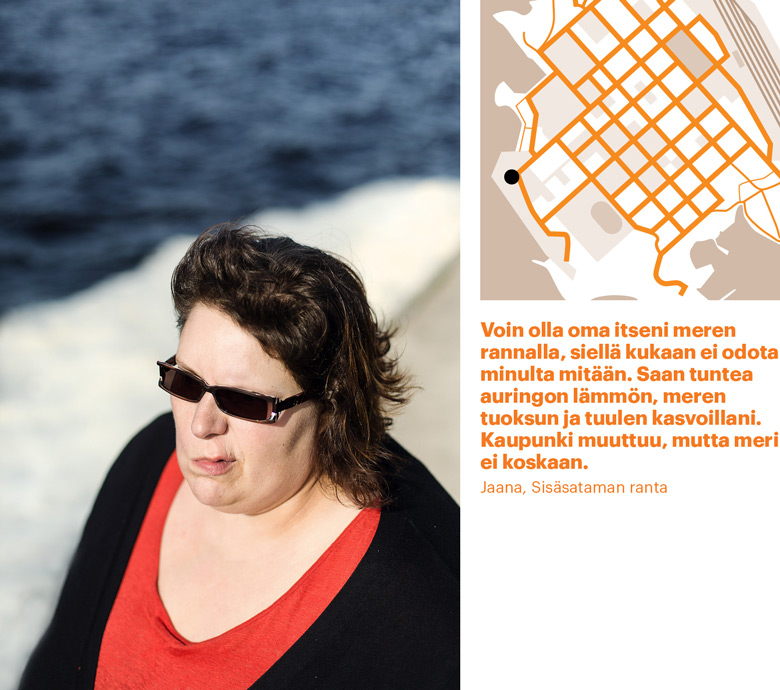 Voin olla oma itseni meren
rannalla, siellä kukaan ei odota
minulta mitään. Saan tuntea
auringon lämmön, meren
tuoksun ja tuulen kasvoillani.
Kaupunki muuttuu, mutta meri
ei koskaan.
Jaana, Sisäsataman ranta